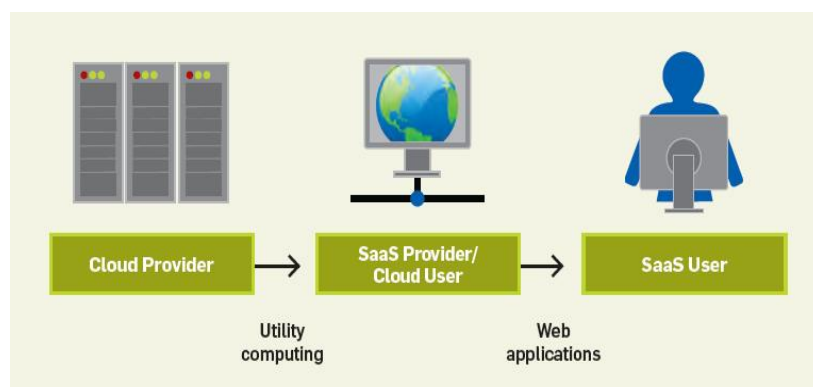 Cloud Provider
SaaS Provider/
Cloud User
SaaS User
Utility
computing
Web
applications